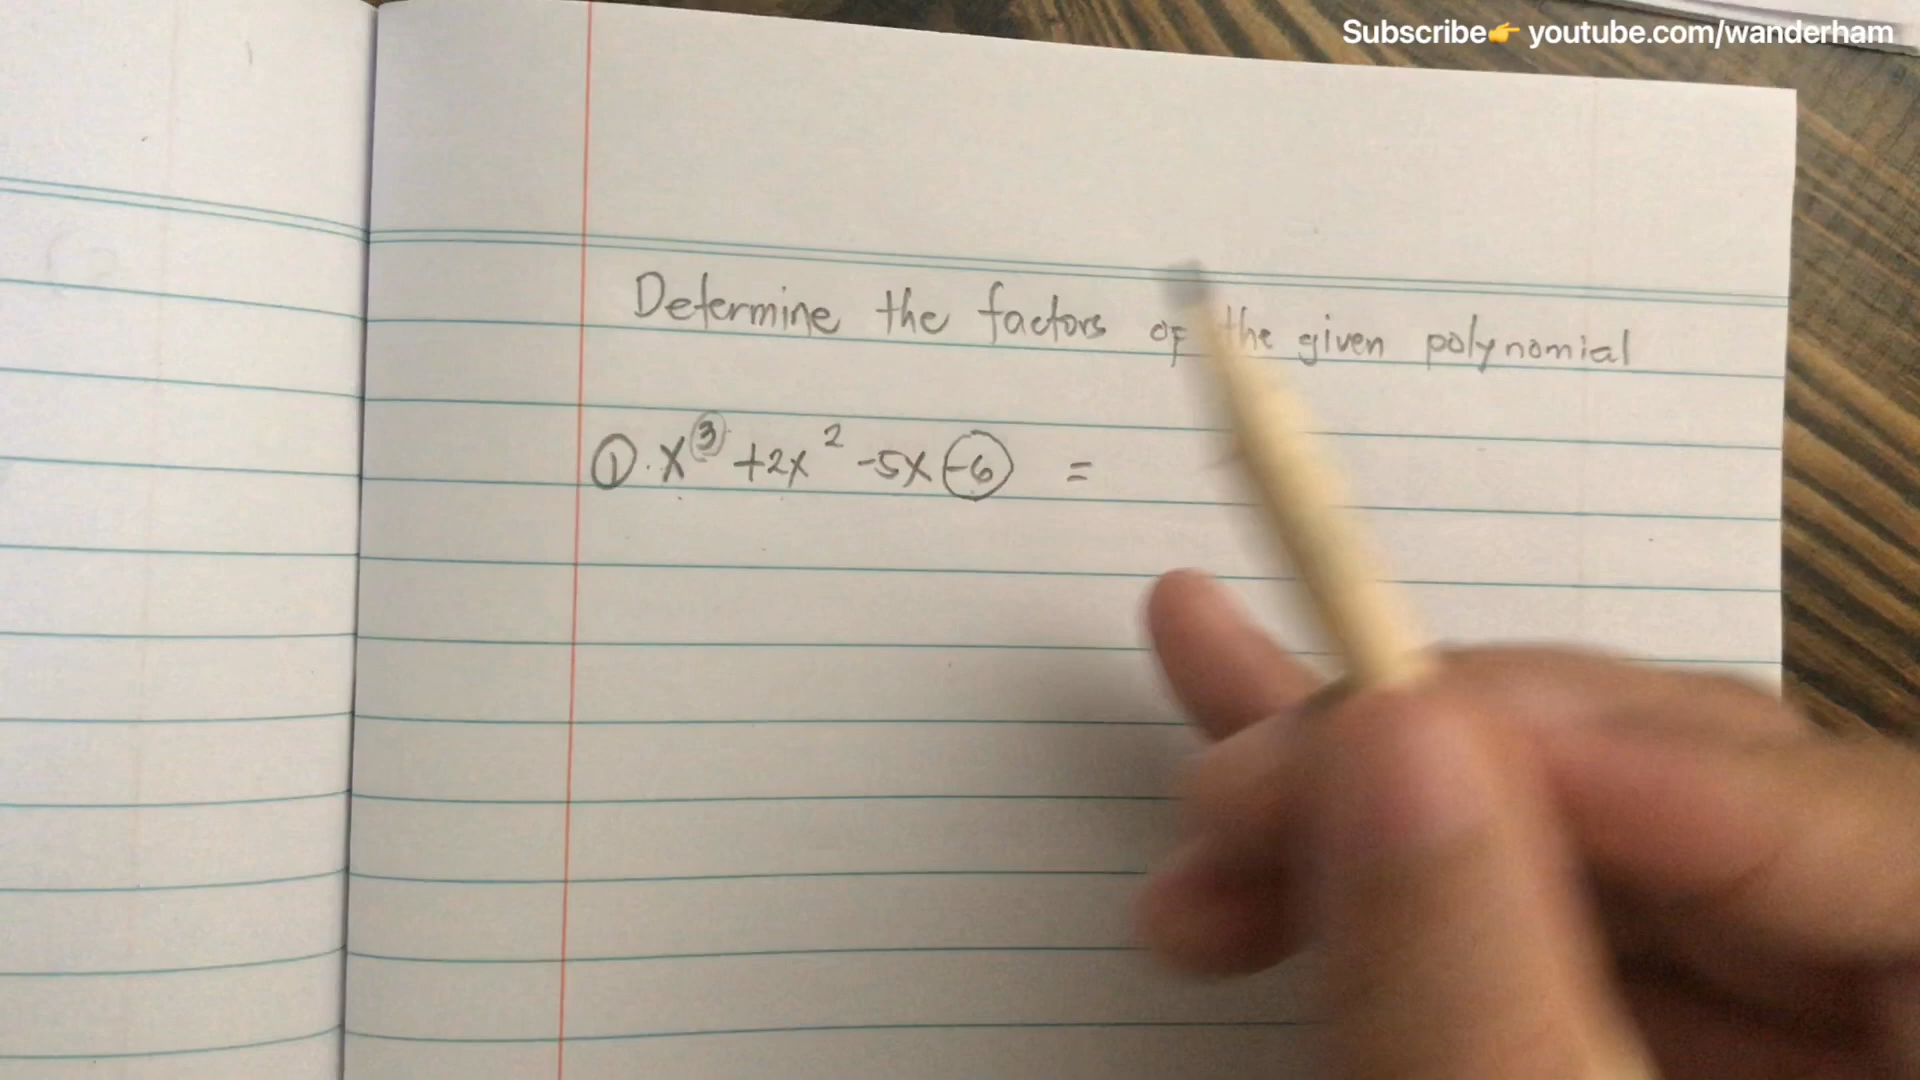 Subscribe👉 youtube.com/wanderham
Determine the factors of the given polynomial
①. x³ +2x² -5x -6 =